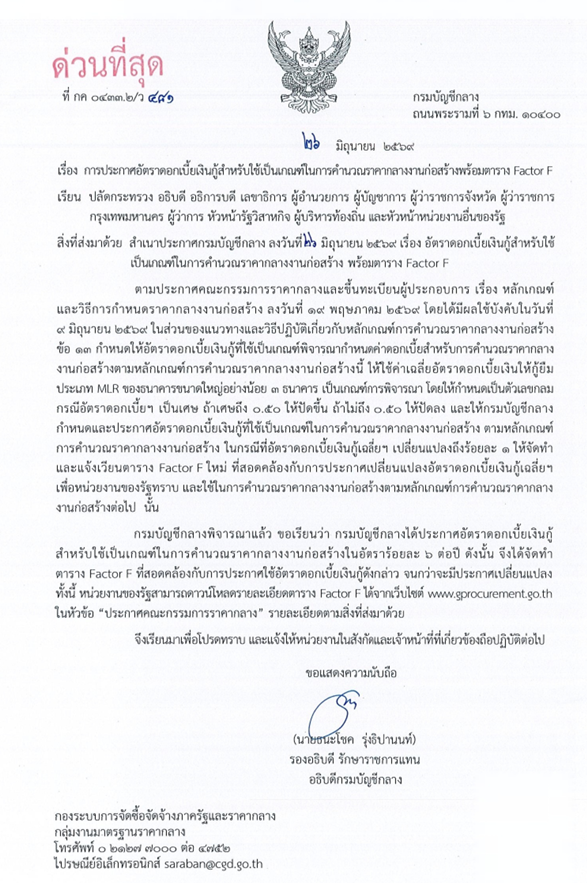 ด่วนที่สุด
ที่ กค ๐๔๓๓.๒/ว ๔๘๑
กรมบัญชีกลาง
ถนนพระรามที่ ๖ กทม. ๑๐๔๐๐
๒๖ มิถุนายน ๒๕๖๙
เรื่อง การประกาศอัตราดอกเบี้ยเงินกู้สำหรับใช้เป็นเกณฑ์ในการคำนวณราคากลางงานก่อสร้างพร้อมตาราง Factor F
เรียน ปลัดกระทรวง อธิบดี อธิการบดี เลขาธิการ ผู้อำนวยการ ผู้บัญชาการ ผู้ว่าราชการจังหวัด ผู้ว่าราชการ
กรุงเทพมหานคร ผู้ว่าการ หัวหน้ารัฐวิสาหกิจ ผู้บริหารท้องถิ่น และหัวหน้าหน่วยงานอื่นของรัฐ
สิ่งที่ส่งมาด้วย สำเนาประกาศกรมบัญชีกลาง ลงวันที่ ๒๖ มิถุนายน ๒๕๖๙ เรื่อง อัตราดอกเบี้ยเงินกู้สำหรับใช้
เป็นเกณฑ์ในการคำนวณราคากลางงานก่อสร้าง พร้อมตาราง Factor F
ตามประกาศคณะกรรมการราคากลางและขึ้นทะเบียนผู้ประกอบการ เรื่อง หลักเกณฑ์
และวิธีการกำหนดราคากลางงานก่อสร้าง ลงวันที่ ๑๙ พฤษภาคม ๒๕๖๙ โดยได้มีผลใช้บังคับในวันที่
๙ มิถุนายน ๒๕๖๙ ในส่วนของแนวทางและวิธีปฏิบัติเกี่ยวกับหลักเกณฑ์การคำนวณราคากลางงานก่อสร้าง
ข้อ ๑๓ กำหนดให้อัตราดอกเบี้ยเงินกู้ที่ใช้เป็นเกณฑ์พิจารณากำหนดค่าดอกเบี้ยสำหรับการคำนวณราคากลาง
งานก่อสร้างตามหลักเกณฑ์การคำนวณราคากลางงานก่อสร้างนี้ ให้ใช้ค่าเฉลี่ยอัตราดอกเบี้ยเงินให้กู้ยืม
ประเภท MLR ของธนาคารขนาดใหญ่อย่างน้อย ๓ ธนาคาร เป็นเกณฑ์การพิจารณา โดยให้กำหนดเป็นตัวเลขกลม
กรณีอัตราดอกเบี้ยฯ เป็นเศษ ถ้าเศษถึง ๐.๕๐ ให้ปัดขึ้น ถ้าไม่ถึง ๐.๕๐ ให้ปัดลง และให้กรมบัญชีกลาง
กำหนดและประกาศอัตราดอกเบี้ยเงินกู้ที่ใช้เป็นเกณฑ์ในการคำนวณราคากลางงานก่อสร้าง ตามหลักเกณฑ์
การคำนวณราคากลางงานก่อสร้าง ในกรณีที่อัตราดอกเบี้ยเงินกู้เฉลี่ยฯ เปลี่ยนแปลงถึงร้อยละ ๑ ให้จัดทำ
และแจ้งเวียนตาราง Factor F ใหม่ ที่สอดคล้องกับการประกาศเปลี่ยนแปลงอัตราดอกเบี้ยเงินกู้เฉลี่ยฯ
เพื่อหน่วยงานของรัฐทราบ และใช้ในการคำนวณราคากลางงานก่อสร้างตามหลักเกณฑ์การคำนวณราคากลาง
งานก่อสร้างต่อไป นั้น
กรมบัญชีกลางพิจารณาแล้ว ขอเรียนว่า กรมบัญชีกลางได้ประกาศอัตราดอกเบี้ยเงินกู้
สำหรับใช้เป็นเกณฑ์ในการคำนวณราคากลางงานก่อสร้างในอัตราร้อยละ ๖ ต่อปี ดังนั้น จึงได้จัดทำ
ตาราง Factor F ที่สอดคล้องกับการประกาศใช้อัตราดอกเบี้ยเงินกู้ดังกล่าว จนกว่าจะมีประกาศเปลี่ยนแปลง
ทั้งนี้ หน่วยงานของรัฐสามารถดาวน์โหลดรายละเอียดตาราง Factor F ได้จากเว็บไซต์ www.gprocurement.go.th
ในหัวข้อ “ประกาศคณะกรรมการราคากลาง” รายละเอียดตามสิ่งที่ส่งมาด้วย
จึงเรียนมาเพื่อโปรดทราบ และแจ้งให้หน่วยงานในสังกัดและเจ้าหน้าที่ที่เกี่ยวข้องถือปฏิบัติต่อไป
ขอแสดงความนับถือ
(นายธนะโชค รุ่งธิปานนท์)
รองอธิบดี รักษาราชการแทน
อธิบดีกรมบัญชีกลาง
กองระบบการจัดซื้อจัดจ้างภาครัฐและราคากลาง
กลุ่มงานมาตรฐานราคากลาง
โทรศัพท์ ๐ ๒๑๒๗ ๗๐๐๐ ต่อ ๔๗๕๒
ไปรษณีย์อิเล็กทรอนิกส์ saraban@cgd.go.th